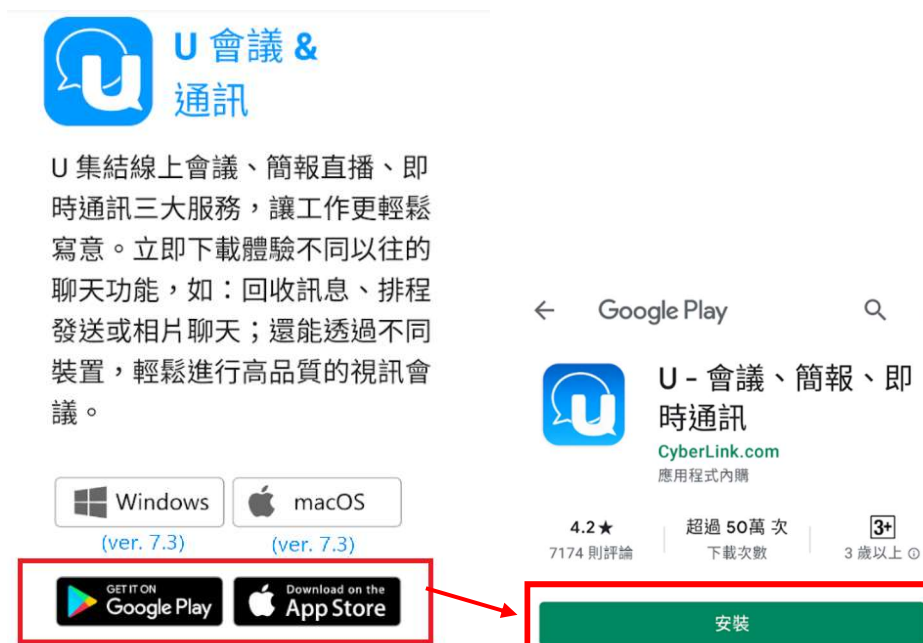 U 會議 &
通訊
U 集結線上會議、簡報直播、即
時通訊三大服務，讓工作更輕鬆
寫意。立即下載體驗不同以往的
聊天功能，如：回收訊息、排程
發送或相片聊天；還能透過不同
裝置，輕鬆進行高品質的視訊會
議。
Windows
macOS
(ver. 7.3)
(ver. 7.3)
GET IT ON
Google Play
Download on the
App Store
Google Play
U - 會議、簡報、即
時通訊
CyberLink.com
應用程式內購
4.2★
超過 50萬 次
3+
7174 則評論
下載次數
3 歲以上
安裝